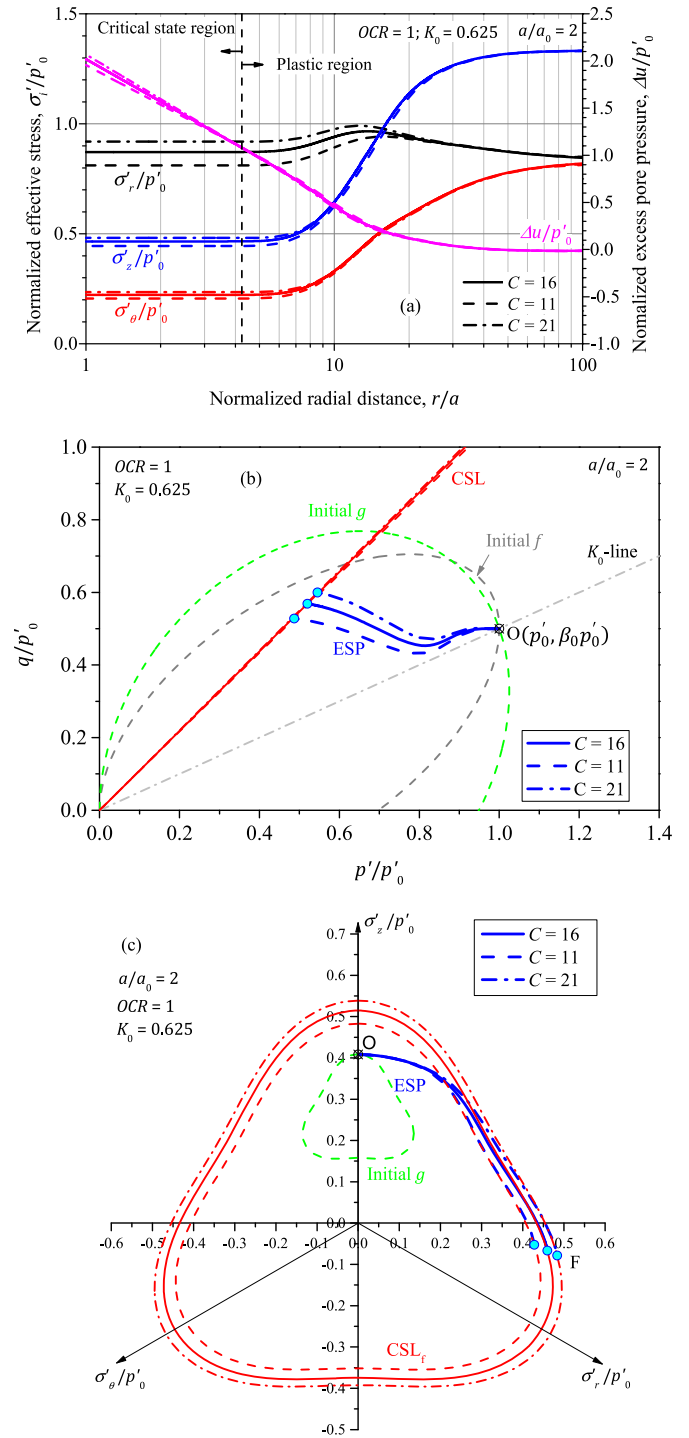 Critical state region
Plastic region
OCR = 1; K₀ = 0.625
a/a₀ = 2
Normalized effective stress, σ'ᵢ/p'₀
1.5
1.0
0.5
0.0
2.5
2.0
1.5
1.0
0.5
0.0
-0.5
-1.0
Nomalized excess pore pressure, Δu/p'₀
σ'ᵣ/p'₀
σ'_z/p'₀
σ'_θ/p'₀
Δu/p'₀
C = 16
C = 11
C = 21
(a)
1 10 100
Normalized radial distance, r/a
(b)
OCR = 1
K₀ = 0.625
a/a₀ = 2
CSL
Initial g
Initial f
K₀-line
O(p'₀, β₀p'₀)
ESP
C = 16
C = 11
C = 21
q/p'₀
1.0
0.8
0.6
0.4
0.2
0.0
0.0 0.2 0.4 0.6 0.8 1.0 1.2 1.4
p'/p'₀
(c)
σ'_z/p'₀
a/a₀ = 2
OCR = 1
K₀ = 0.625
C = 16
C = 11
C = 21
0.7
0.6
0.5
0.4
0.3
0.2
0.1
0.0
-0.1
-0.2
-0.3
-0.4
-0.5
O
ESP
Initial g
-0.6 -0.5 -0.4 -0.3 -0.2 -0.1 0.0 0.1 0.2 0.3 0.4 0.5 0.6
F
CSL_f
σ'_θ/p'₀
σ'ᵣ/p'₀